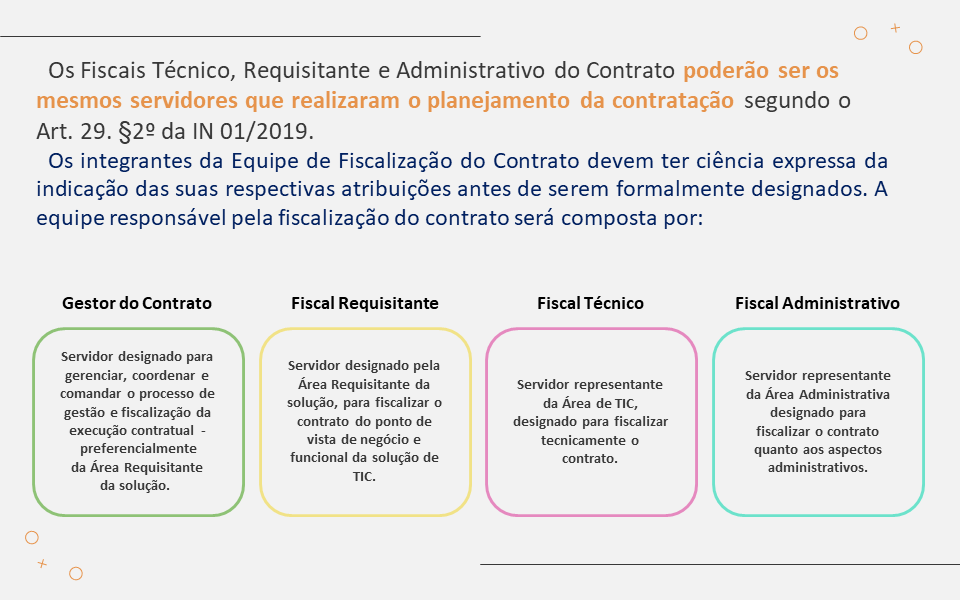 Os Fiscais Técnico, Requisitante e Administrativo do Contrato poderão ser os
mesmos servidores que realizaram o planejamento da contratação segundo o
Art. 29. §2º da IN 01/2019.
Os integrantes da Equipe de Fiscalização do Contrato devem ter ciência expressa da
indicação das suas respectivas atribuições antes de serem formalmente designados. A
equipe responsável pela fiscalização do contrato será composta por:
Gestor do Contrato
Servidor designado para
gerenciar, coordenar e
comandar o processo de
gestão e fiscalização da
execução contratual -
preferencialmente
da Área Requisitante
da solução.
Fiscal Requisitante
Servidor designado pela
Área Requisitante da
solução, para fiscalizar o
contrato do ponto de
vista de negócio e
funcional da solução de
TIC.
Fiscal Técnico
Servidor representante
da Área de TIC,
designado para fiscalizar
tecnicamente o
contrato.
Fiscal Administrativo
Servidor representante
da Área Administrativa
designado para
fiscalizar o contrato
quanto aos aspectos
administrativos.